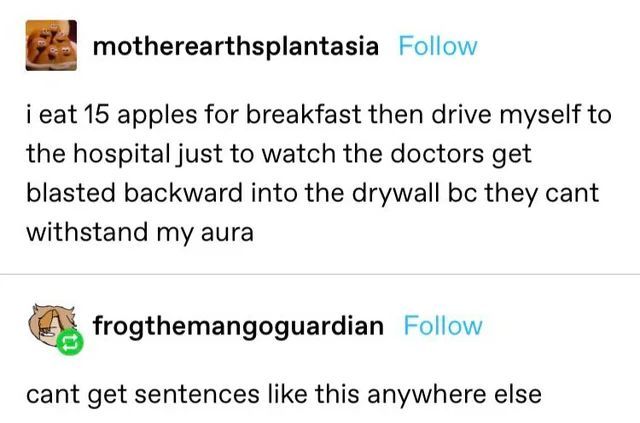 motherearthsplantasia Follow
i eat 15 apples for breakfast then drive myself to
the hospital just to watch the doctors get
blasted backward into the drywall bc they cant
withstand my aura
frogthemangoguardian Follow
cant get sentences like this anywhere else